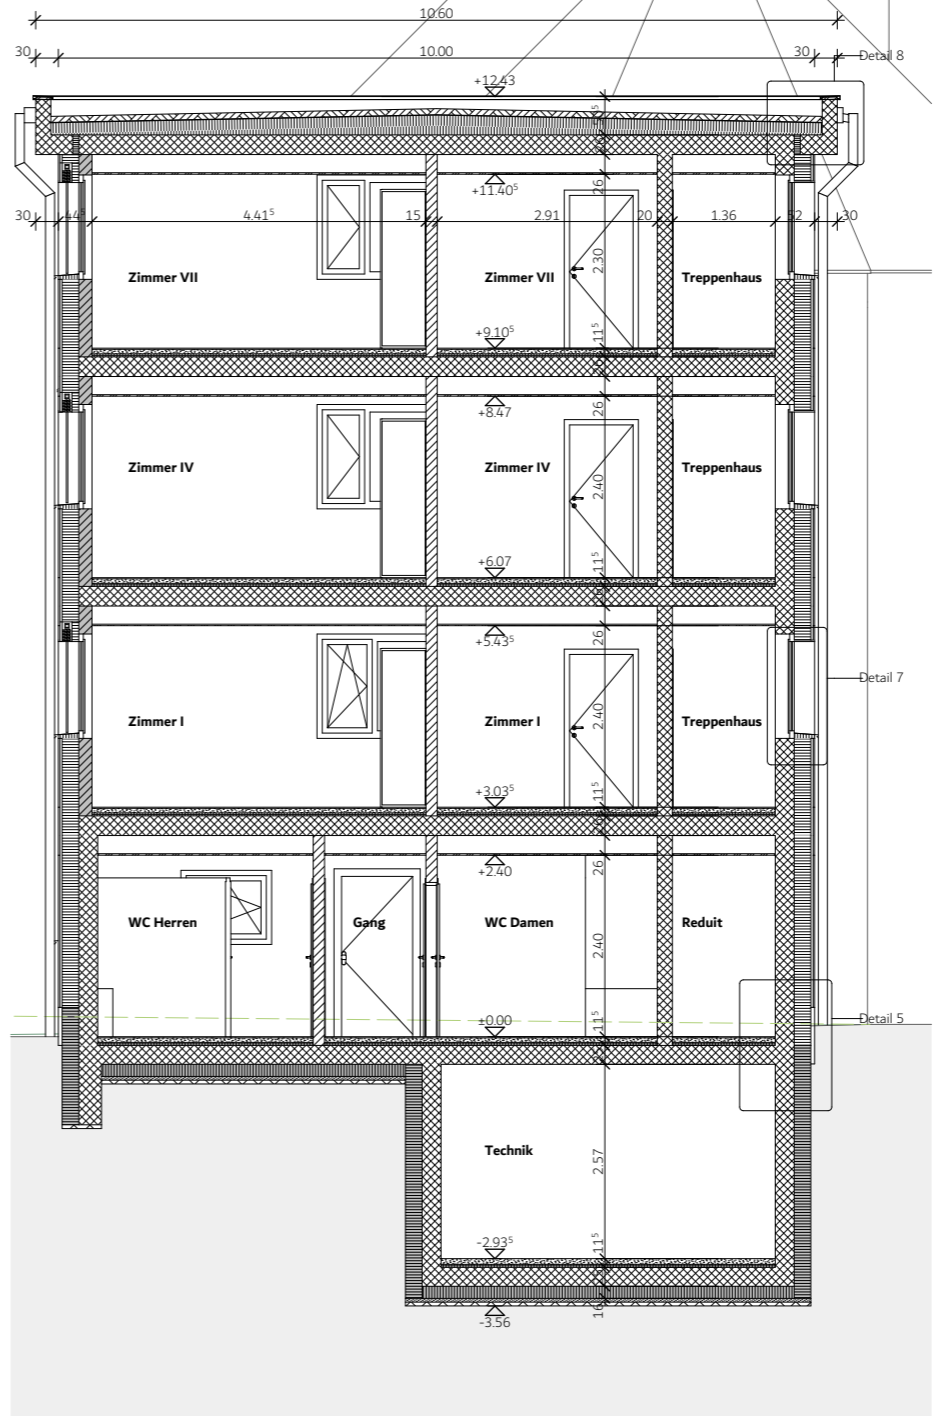 10.60
30 10.00 30 Detail 8
+12.43
26
+11.40⁵
30 44⁵ 4.41⁵ 15 2.91 20 1.36 52 30
2.30
Zimmer VII Zimmer VII Treppenhaus
+9.10⁵ 11⁵
26
+8.47
Zimmer IV Zimmer IV Treppenhaus
2.40
+6.07 11⁵
26
+5.43⁵
Detail 7
2.40
Zimmer I Zimmer I Treppenhaus
+3.03⁵ 11⁵
26
+2.40
WC Herren Gang WC Damen Reduit
2.40
±0.00 11⁵ Detail 5
Technik
2.57
-2.93⁵ 11⁵
16
-3.56